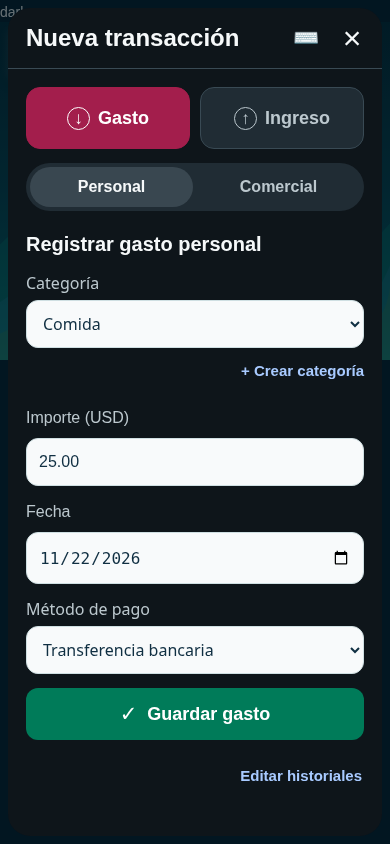 Nueva transacción
Gasto
Ingreso
Personal
Comercial
Registrar gasto personal
Categoría
Comida
+ Crear categoría
Importe (USD)
25.00
Fecha
11/22/2026
Método de pago
Transferencia bancaria
✓ Guardar gasto
Editar historiales